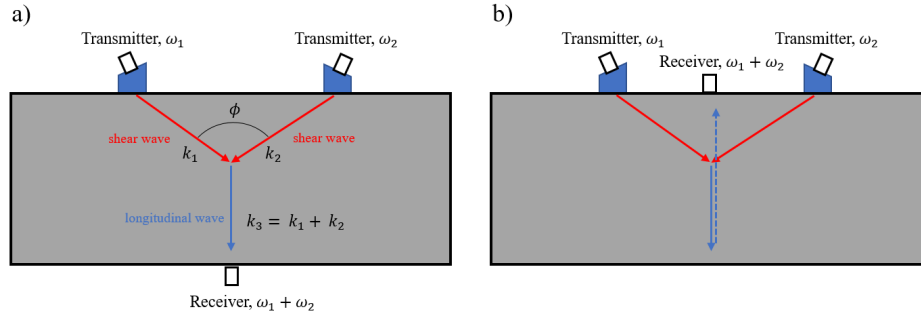 a)
Transmitter, ω₁
Transmitter, ω₂
ϕ
shear wave
shear wave
k₁
k₂
longitudinal wave
k₃ = k₁ + k₂
Receiver, ω₁ + ω₂
b)
Transmitter, ω₁
Transmitter, ω₂
Receiver, ω₁ + ω₂